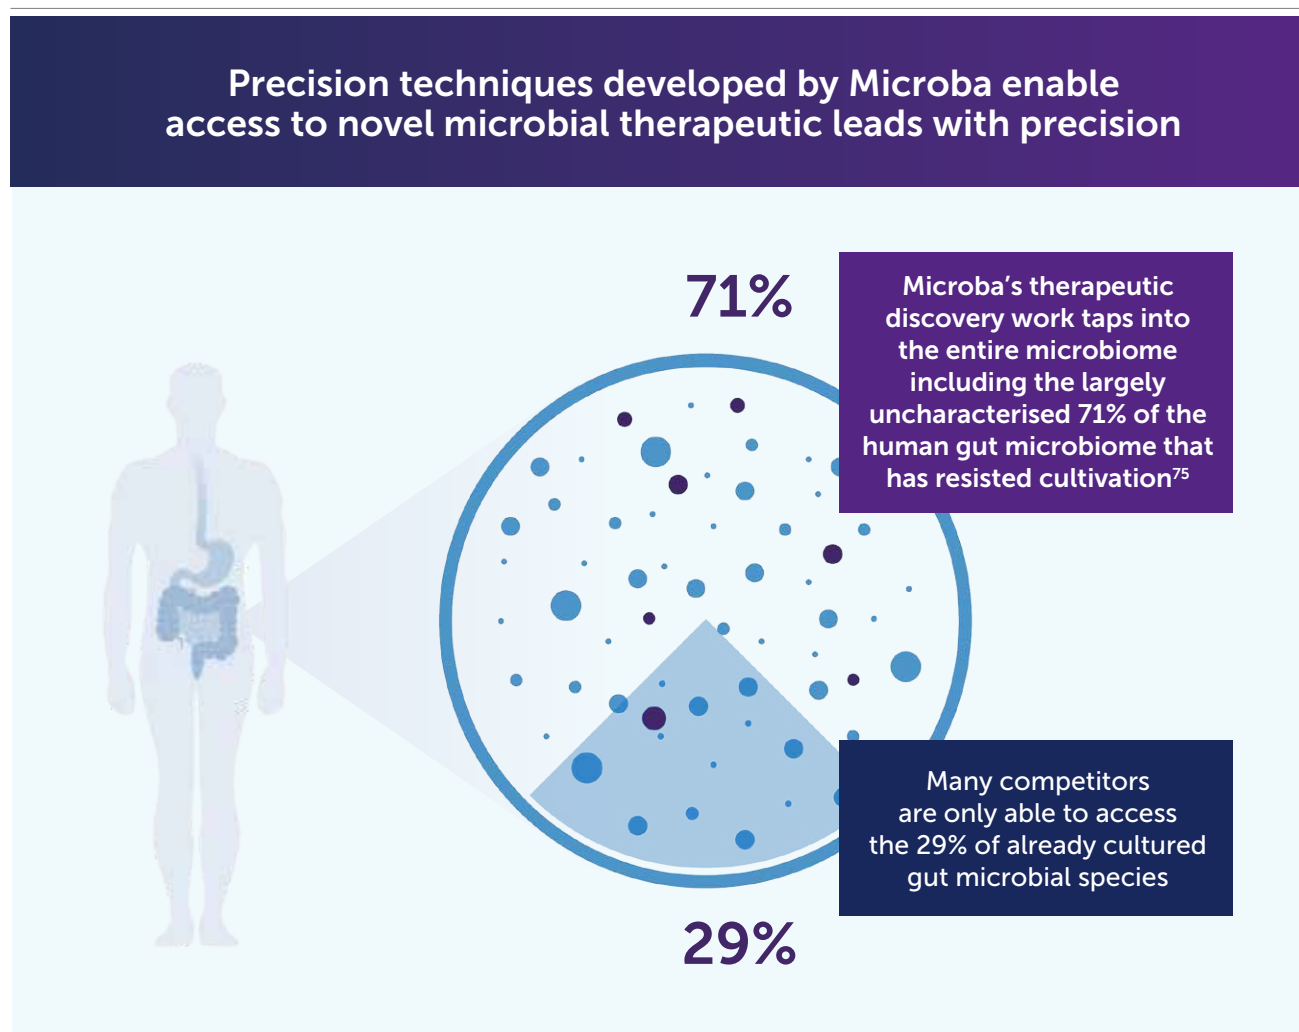 Precision techniques developed by Microba enable
access to novel microbial therapeutic leads with precision
71%
Microba’s therapeutic
discovery work taps into
the entire microbiome
including the largely
uncharacterised 71% of the
human gut microbiome that
has resisted cultivation⁷⁵
Many competitors
are only able to access
the 29% of already cultured
gut microbial species
29%